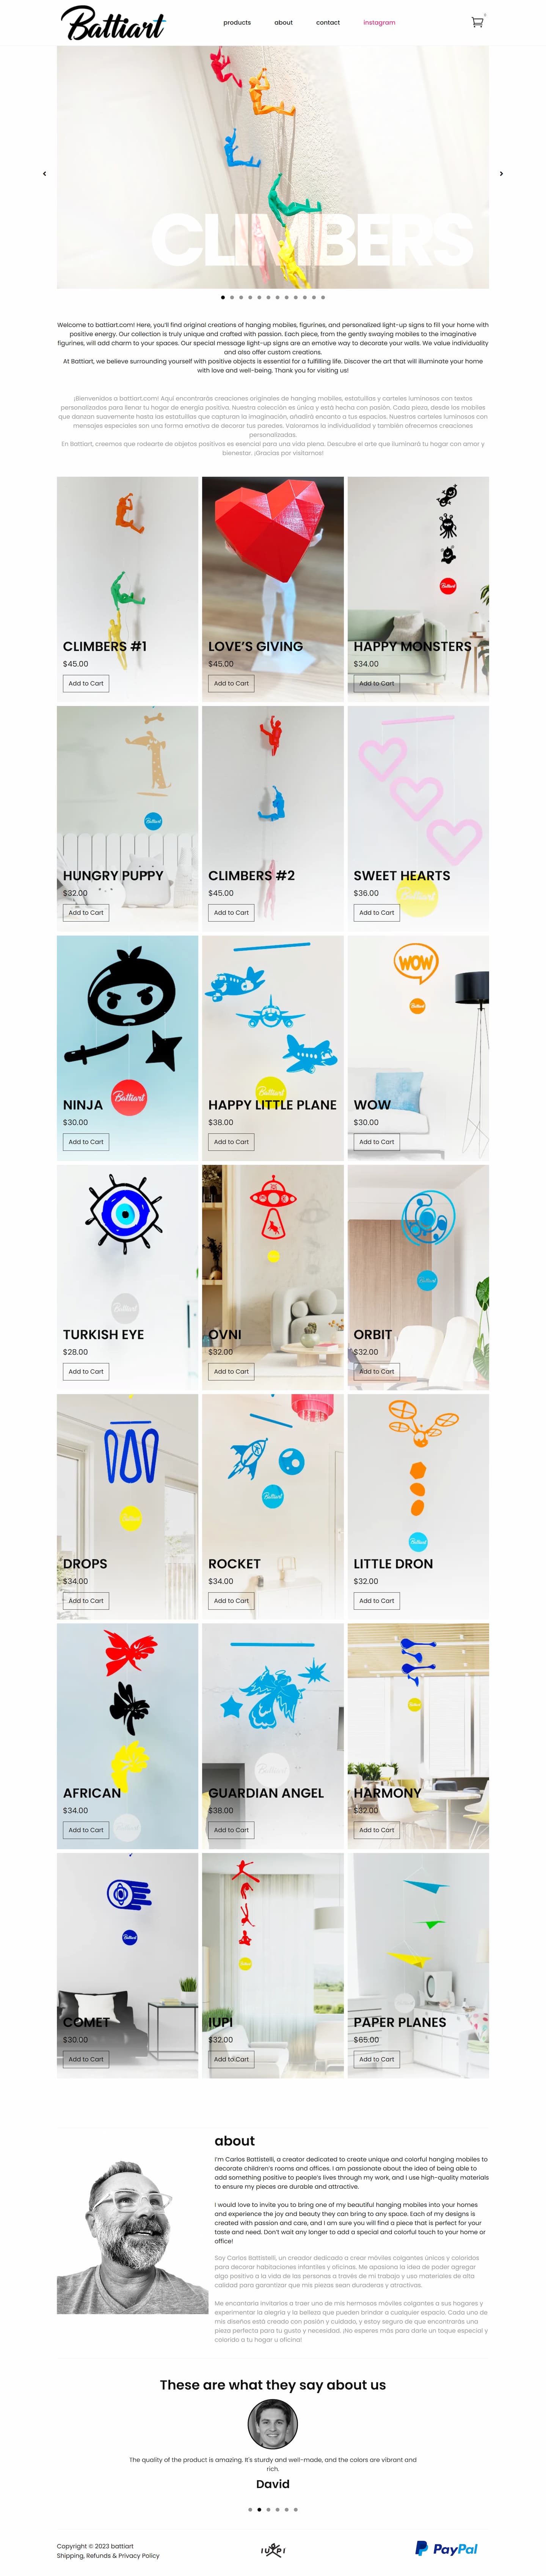 Battiart
products about contact instagram
0
CLIMBERS
Welcome to battiart.com! Here, you'll find original creations of hanging mobiles, figurines, and personalized light-up signs to fill your home with
positive energy. Our collection is truly unique and crafted with passion. Each piece, from the gently swaying mobiles to the imaginative
figurines, will add charm to your spaces. Our special message light-up signs are an emotive way to decorate your walls. We value individuality
and also offer custom creations.
At Battiart, we believe surrounding yourself with positive objects is essential for a fulfilling life. Discover the art that will illuminate your home
with love and well-being. Thank you for visiting us!
¡Bienvenidos a battiart.com! Aquí encontrarás creaciones originales de hanging mobiles, estatuillas y carteles luminosos con textos
personalizados para llenar tu hogar de energía positiva. Nuestra colección es única y está hecha con pasión. Cada pieza, desde los mobiles
que danzan suavemente hasta las estatuillas que capturan la imaginación, añadirá encanto a tus espacios. Nuestros carteles luminosos con
mensajes especiales son una forma emotiva de decorar tus paredes. Valoramos la individualidad y también ofrecemos creaciones
personalizadas.
En Battiart, creemos que rodearte de objetos positivos es esencial para una vida plena. Descubre el arte que iluminará tu hogar con amor y
bienestar. ¡Gracias por visitarnos!
CLIMBERS #1
$45.00
Add to Cart
LOVE'S GIVING
$45.00
Add to Cart
Battiart
HAPPY MONSTERS
$34.00
Add to Cart
Battiart
HUNGRY PUPPY
$32.00
Add to Cart
CLIMBERS #2
$45.00
Add to Cart
SWEET HEARTS
Battiart
$36.00
Add to Cart
Battiart
NINJA
$30.00
Add to Cart
Battiart
HAPPY LITTLE PLANE
$38.00
Add to Cart
WOW
Battiart
WOW
$30.00
Add to Cart
Battiart
TURKISH EYE
$28.00
Add to Cart
OVNI
$32.00
Add to Cart
Battiart
ORBIT
$32.00
Add to Cart
Battiart
DROPS
$34.00
Add to Cart
Battiart
ROCKET
$34.00
Add to Cart
Battiart
LITTLE DRON
$32.00
Add to Cart
AFRICAN
$34.00
Battiart
Add to Cart
Battiart
GUARDIAN ANGEL
$38.00
Add to Cart
Battiart
HARMONY
$32.00
Add to Cart
Battiart
COMET
$30.00
Add to Cart
Battiart
IUPI
$32.00
Add to Cart
Battiart
PAPER PLANES
$65.00
Add to Cart
about
I'm Carlos Battistelli, a creator dedicated to create unique and colorful hanging mobiles to
decorate children's rooms and offices. I am passionate about the idea of being able to
add something positive to people's lives through my work, and I use high-quality materials
to ensure my pieces are durable and attractive.
I would love to invite you to bring one of my beautiful hanging mobiles into your homes
and experience the joy and beauty they can bring to any space. Each of my designs is
created with passion and care, and I am sure you will find a piece that is perfect for your
taste and need. Don't wait any longer to add a special and colorful touch to your home or
office!
Soy Carlos Battistelli, un creador dedicado a crear móviles colgantes únicos y coloridos
para decorar habitaciones infantiles y oficinas. Me apasiona la idea de poder agregar
algo positivo a la vida de las personas a través de mi trabajo y uso materiales de alta
calidad para garantizar que mis piezas sean duraderas y atractivas.
Me encantaría invitarlos a traer uno de mis hermosos móviles colgantes a sus hogares y
experimentar la alegría y la belleza que pueden brindar a cualquier espacio. Cada uno de
mis diseños está creado con pasión y cuidado, y estoy seguro de que encontrarás una
pieza perfecta para tu gusto y necesidad. ¡No esperes más para darle un toque especial y
colorido a tu hogar u oficina!
These are what they say about us
The quality of the product is amazing. It's sturdy and well-made, and the colors are vibrant and
rich.
David
Copyright © 2023 battiart
Shipping, Refunds & Privacy Policy
IUPI
PayPal